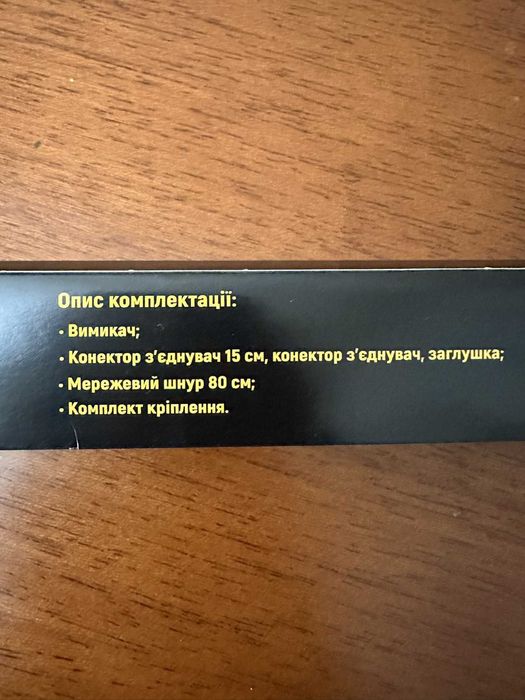 Опис комплектації:
• Вимикач;
• Конектор з'єднувач 15 см, конектор з'єднувач, заглушка;
• Мережевий шнур 80 см;
• Комплект кріплення.